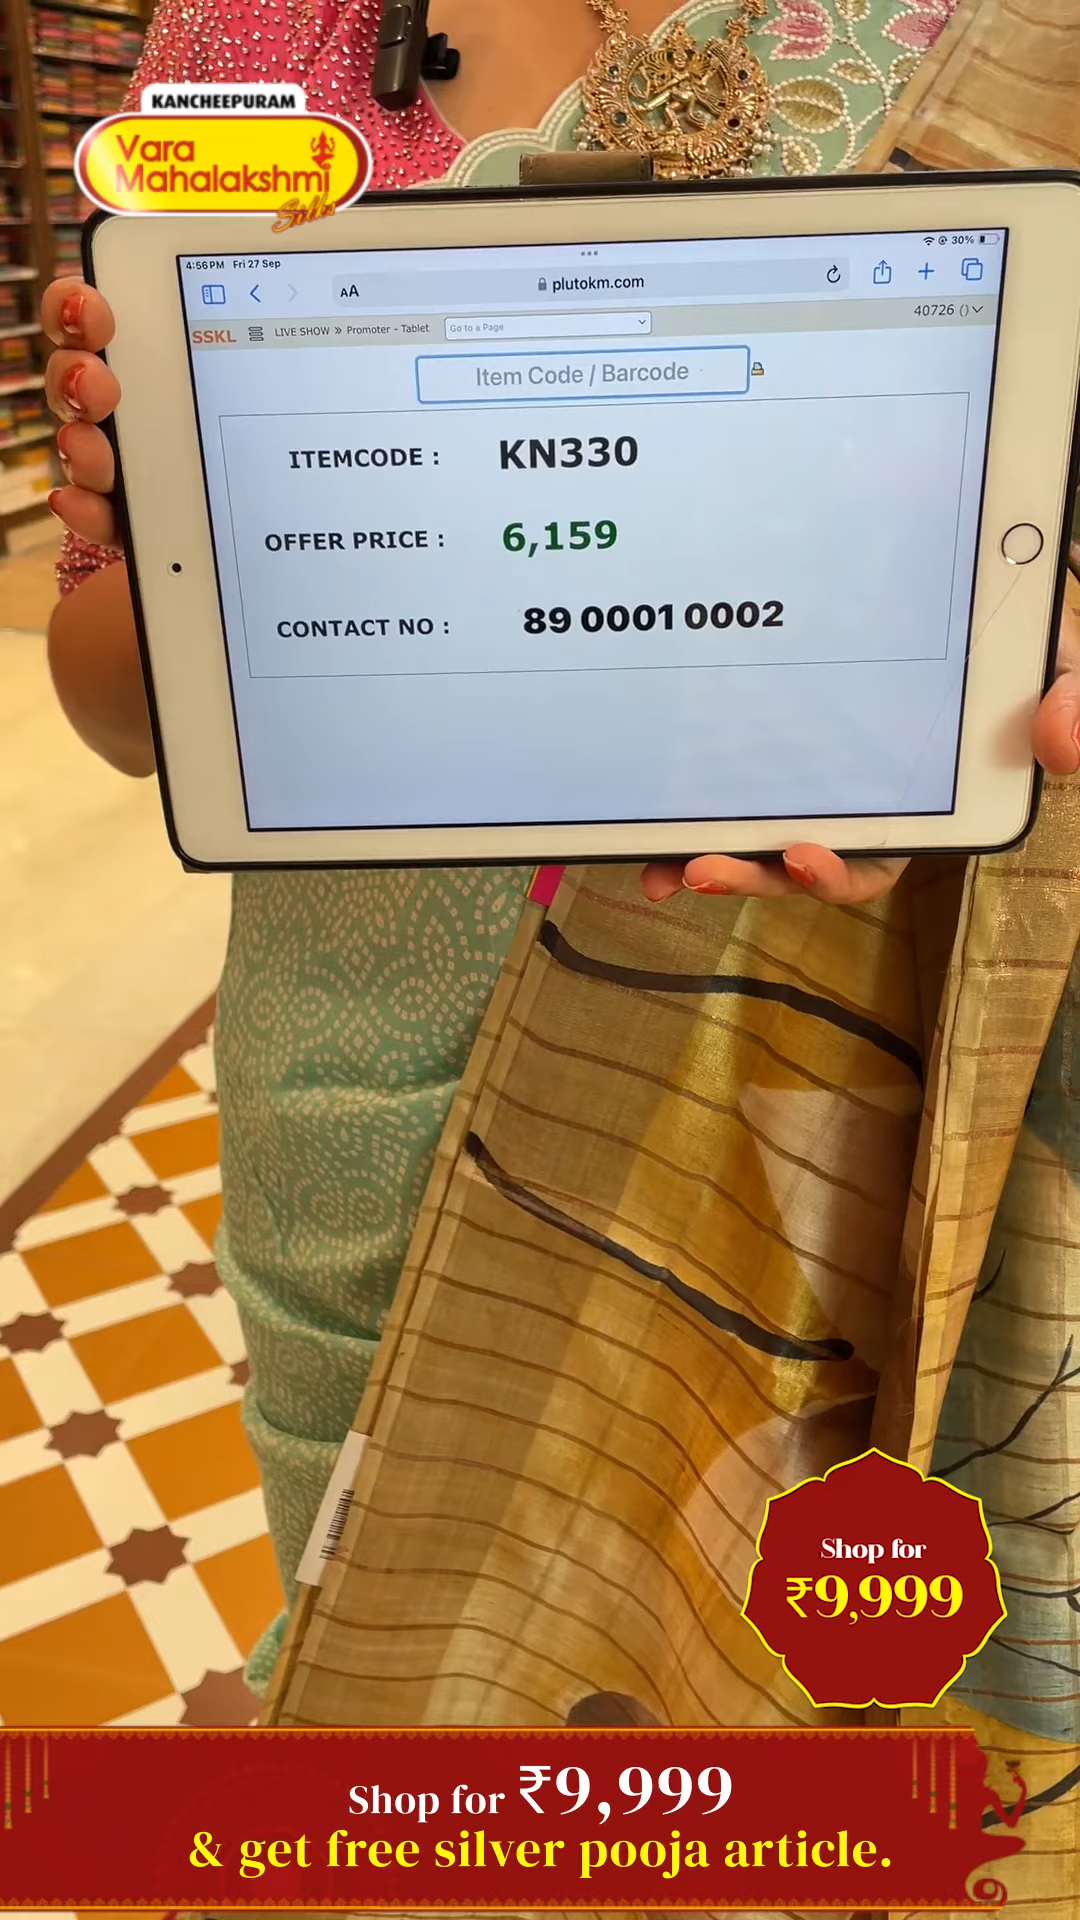 KANCHEEPURAM
Vara
Mahalakshmi
Silks
4:56 PM Fri 27 Sep
30%
AA
plutokm.com
40726 ()
SSKL
LIVE SHOW » Promoter - Tablet
Go to a Page
Item Code / Barcode
ITEMCODE : KN330
OFFER PRICE : 6,159
CONTACT NO : 89 0001 0002
Shop for
₹9,999
Shop for ₹9,999
& get free silver pooja article.